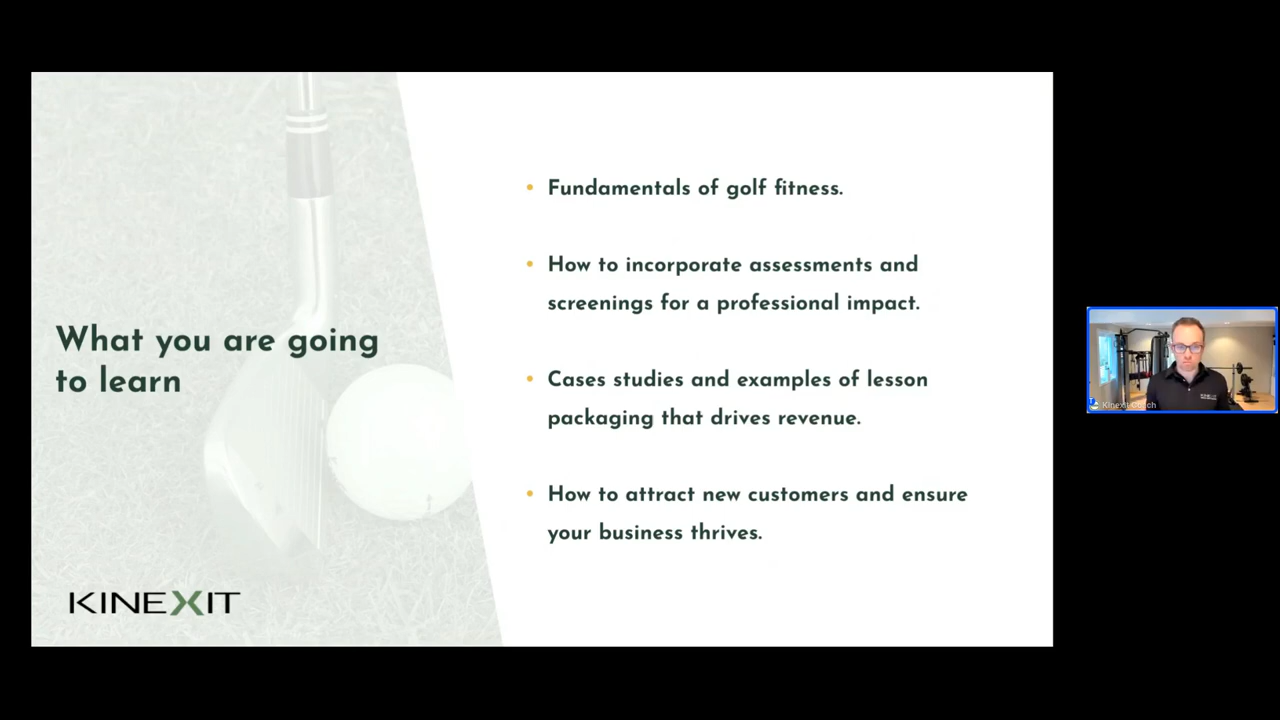 What you are going
to learn
• Fundamentals of golf fitness.
• How to incorporate assessments and
screenings for a professional impact.
• Cases studies and examples of lesson
packaging that drives revenue.
• How to attract new customers and ensure
your business thrives.
KINEXIT
Kinexit Coach